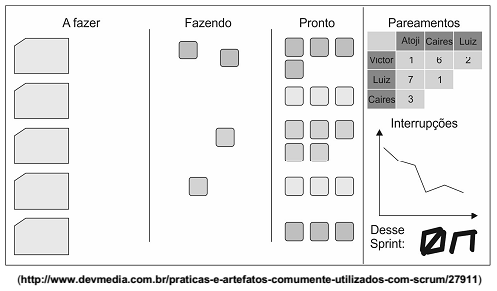 A fazer
Fazendo
Pronto
Pareamentos
Atoji Caires Luiz
Victor 1 6 2
Luiz 7 1
Caires 3
Interrupções
Desse
Sprint:
(http://www.devmedia.com.br/praticas-e-artefatos-comumente-utilizados-com-scrum/27911)